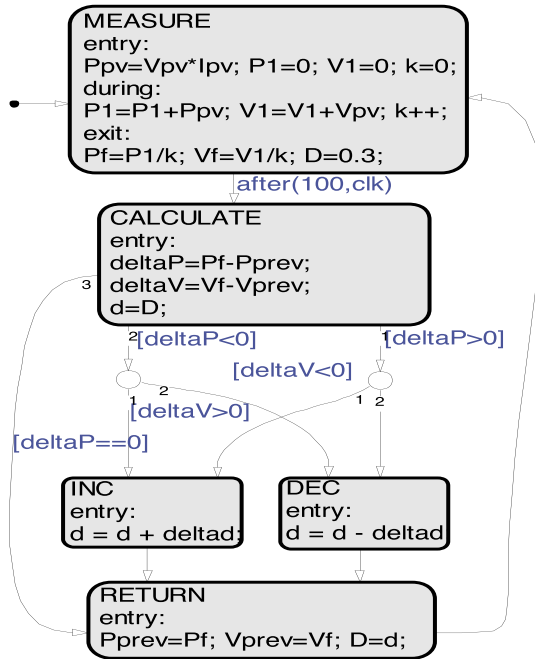 MEASURE
entry:
Ppv=Vpv*Ipv; P1=0; V1=0; k=0;
during:
P1=P1+Ppv; V1=V1+Vpv; k++;
exit:
Pf=P1/k; Vf=V1/k; D=0.3;
after(100,clk)
CALCULATE
entry:
deltaP=Pf-Pprev;
deltaV=Vf-Vprev;
d=D;
3
2
[deltaP<0]
1
[deltaP>0]
[deltaV<0]
1
2
[deltaV>0]
1
2
[deltaP==0]
INC
entry:
d = d + deltad;
DEC
entry:
d = d - deltad
RETURN
entry:
Pprev=Pf; Vprev=Vf; D=d;